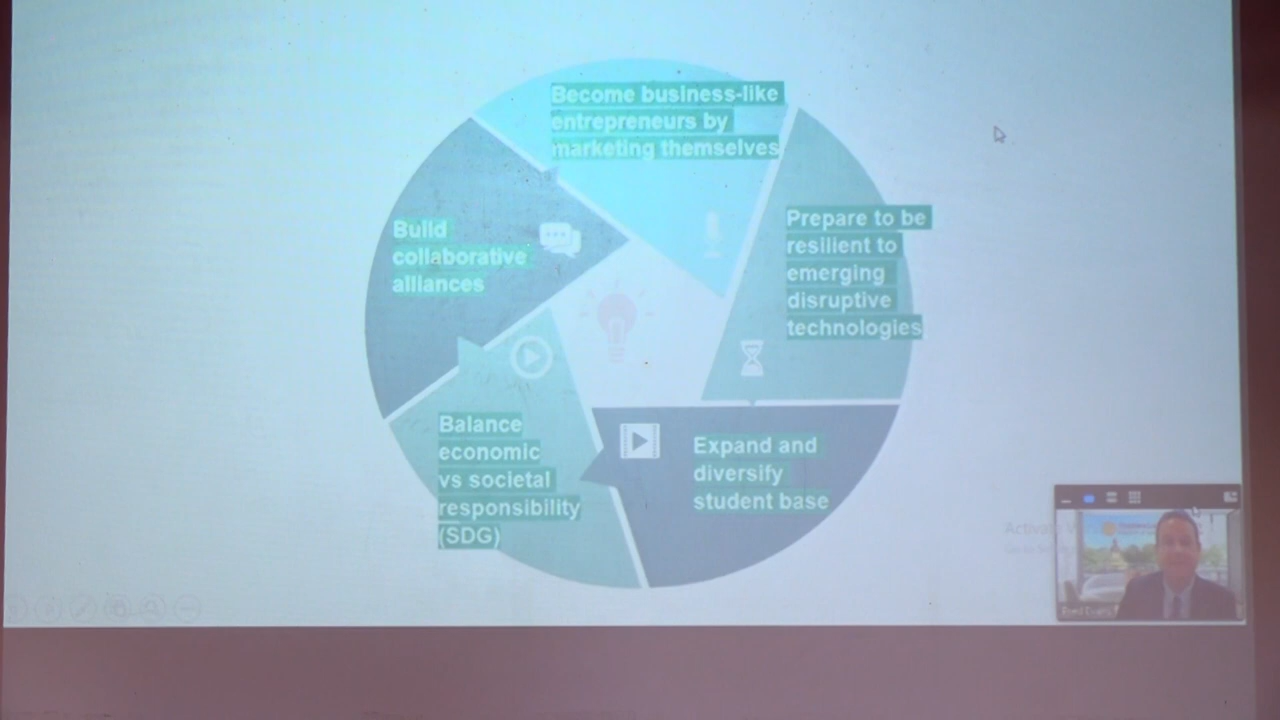 Become business-like
entrepreneurs by
marketing themselves
Prepare to be
resilient to
emerging
disruptive
technologies
Build
collaborative
alliances
Balance
economic
vs societal
responsibility
(SDG)
Expand and
diversify
student base
Activate